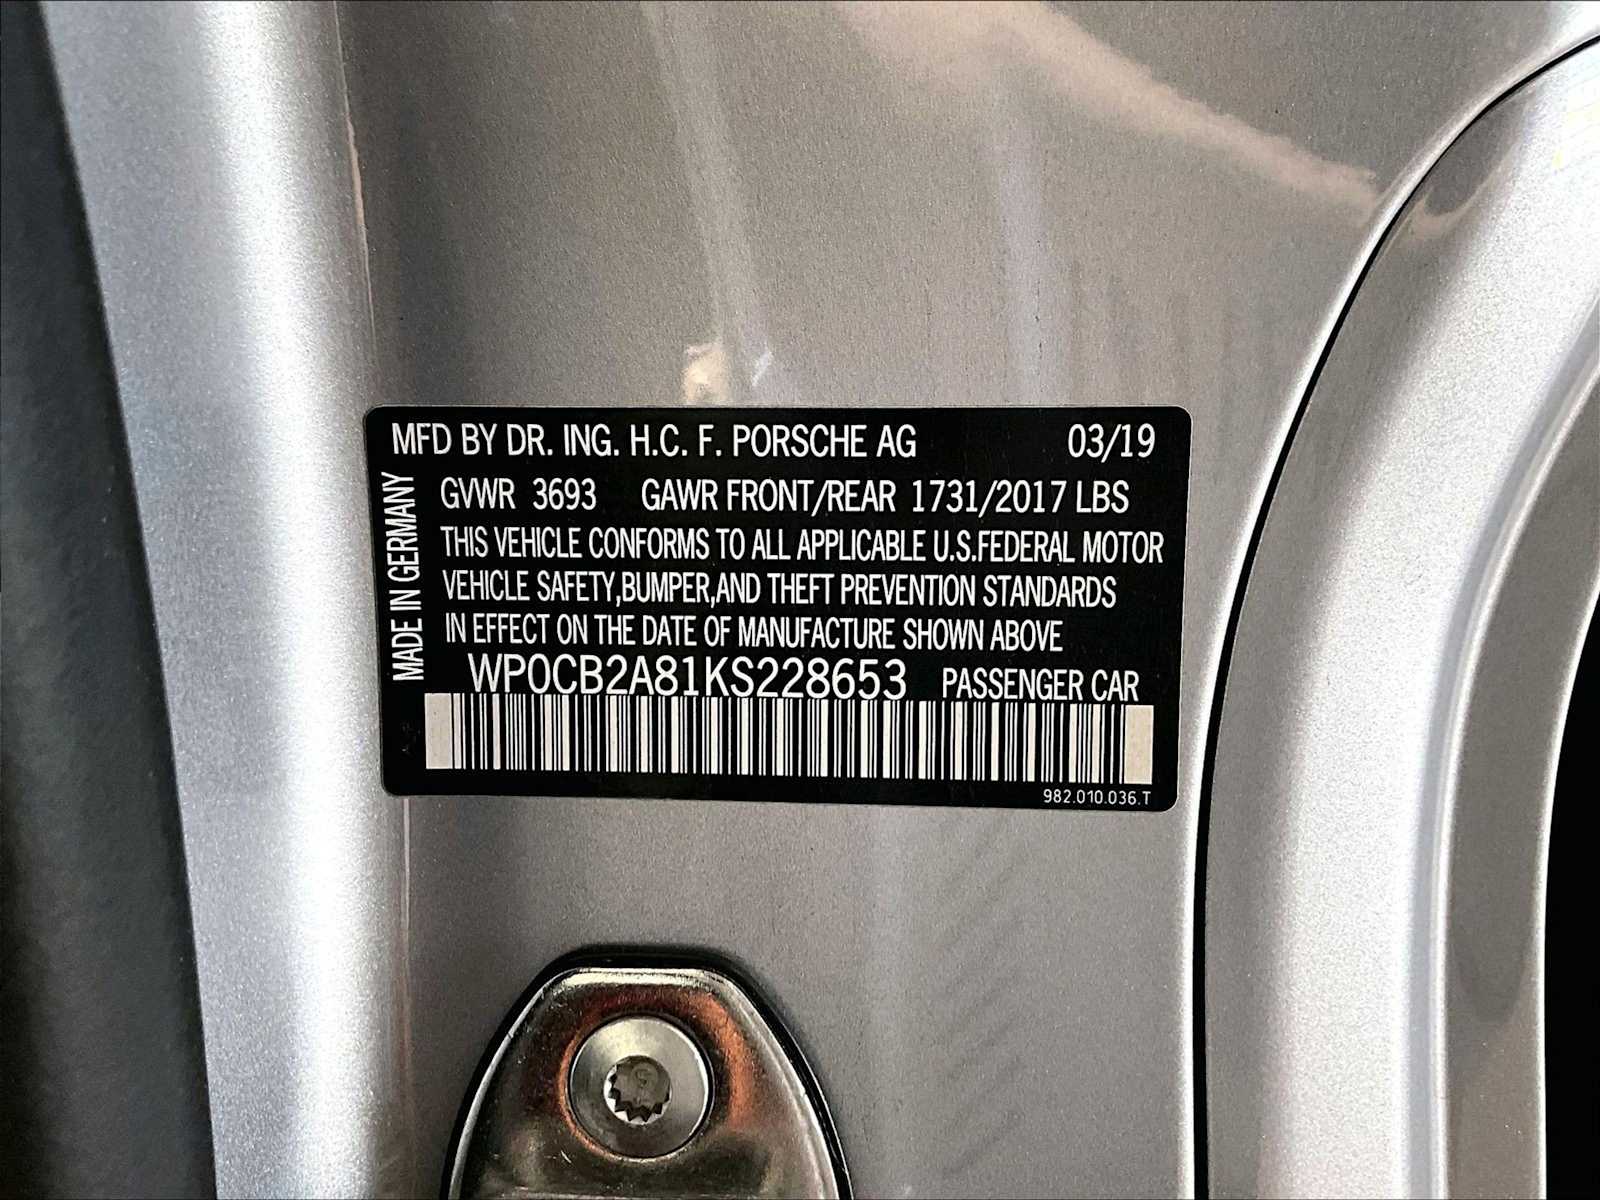 MFD BY DR. ING. H.C. F. PORSCHE AG 03/19
GVWR 3693 GAWR FRONT/REAR 1731/2017 LBS
THIS VEHICLE CONFORMS TO ALL APPLICABLE U.S.FEDERAL MOTOR
VEHICLE SAFETY,BUMPER,AND THEFT PREVENTION STANDARDS
IN EFFECT ON THE DATE OF MANUFACTURE SHOWN ABOVE
WP0CB2A81KS228653 PASSENGER CAR
982.010.036.T
MADE IN GERMANY